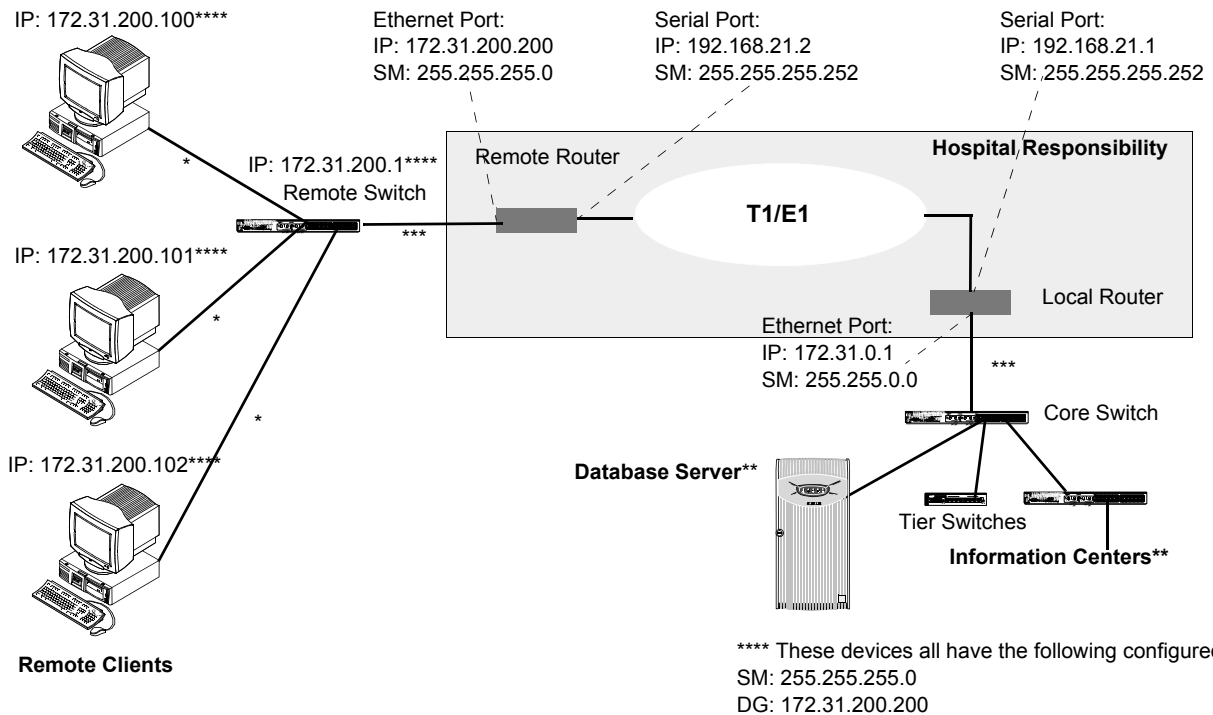 IP: 172.31.200.100****
Ethernet Port:
IP: 172.31.200.200
SM: 255.255.255.0
Serial Port:
IP: 192.168.21.2
SM: 255.255.255.252
Serial Port:
IP: 192.168.21.1
SM: 255.255.255.252
*
IP: 172.31.200.1****
Remote Switch
Remote Router
Hospital Responsibility
T1/E1
***
IP: 172.31.200.101****
*
Local Router
Ethernet Port:
IP: 172.31.0.1
SM: 255.255.0.0
***
*
Core Switch
IP: 172.31.200.102****
Database Server**
Tier Switches
Information Centers**
Remote Clients
**** These devices all have the following configured
SM: 255.255.255.0
DG: 172.31.200.200